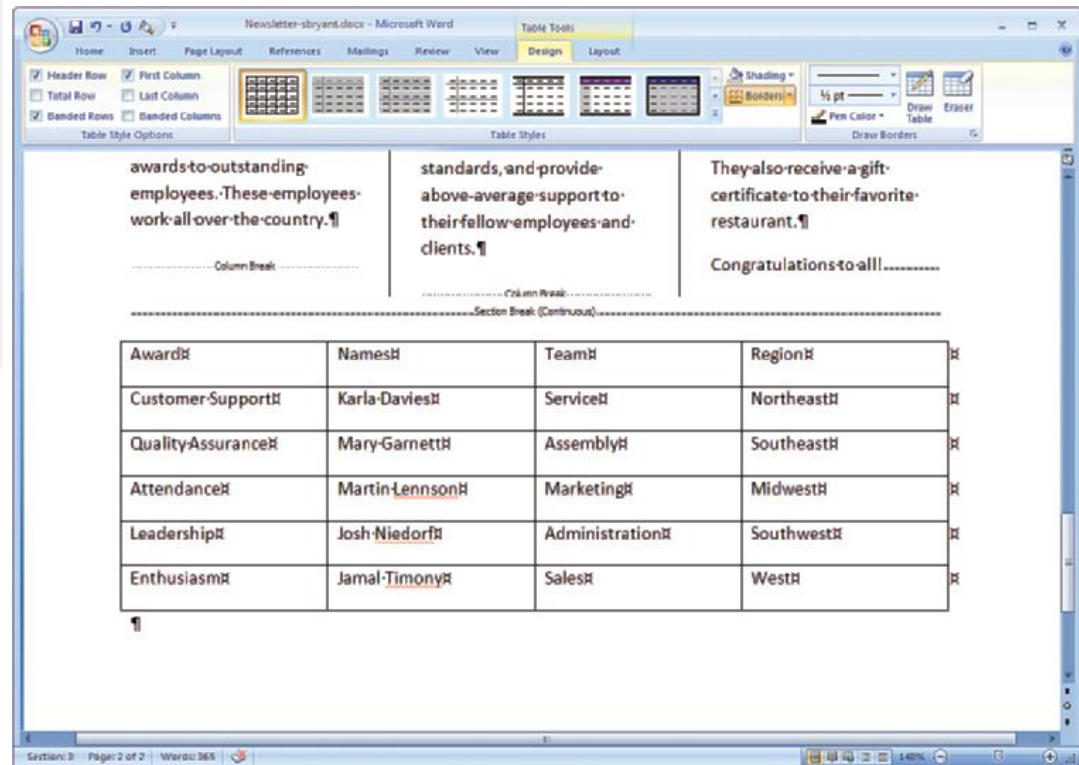 Newsletter-sbryant.docx - Microsoft Word
Table Tools
Home Insert Page Layout References Mailings Review View Design Layout
Header Row First Column
Total Row Last Column
Banded Rows Banded Columns
Table Style Options
Table Styles
Shading
Borders
½ pt
Pen Color
Draw Table
Eraser
Draw Borders
awards·to·outstanding·
employees.·These·employees·
work·all·over·the·country.¶
Column Break
standards,·and·provide·
above-average·support·to·
their·fellow·employees·and·
clients.¶
Column Break
They·also·receive·a·gift·
certificate·to·their·favorite·
restaurant.¶
Congratulations·to·all!
Section Break (Continuous)
Award¤ Names¤ Team¤ Region¤ ¤
Customer·Support¤ Karla·Davies¤ Service¤ Northeast¤ ¤
Quality·Assurance¤ Mary·Garnett¤ Assembly¤ Southeast¤ ¤
Attendance¤ Martin·Lennson¤ Marketing¤ Midwest¤ ¤
Leadership¤ Josh·Niedorf¤ Administration¤ Southwest¤ ¤
Enthusiasm¤ Jamal·Timony¤ Sales¤ West¤ ¤
¶
Section: 3 Page: 2 of 2 Words: 365 140%